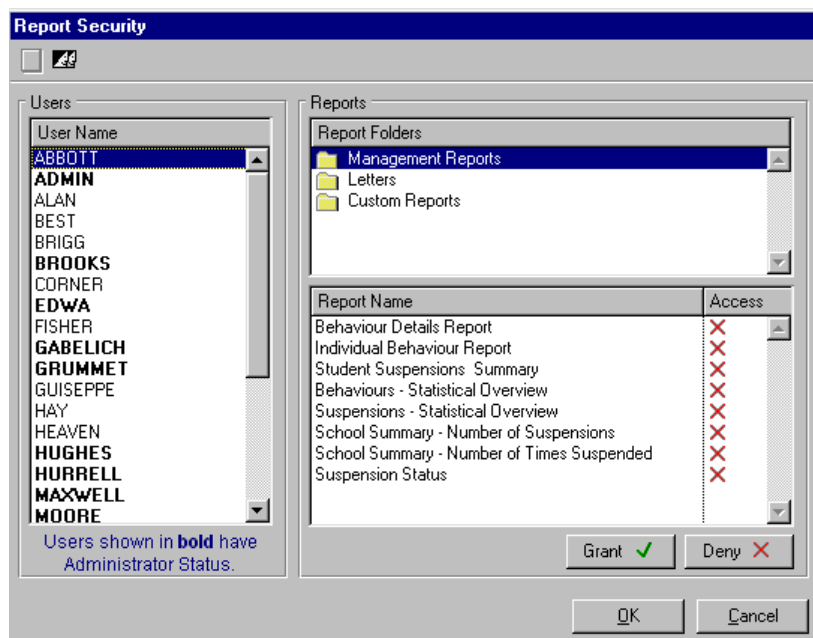 Report Security
Users
User Name
ABBOTT
ADMIN
ALAN
BEST
BRIGG
BROOKS
CORNER
EDWA
FISHER
GABELICH
GRUMMET
GUISEPPE
HAY
HEAVEN
HUGHES
HURRELL
MAXWELL
MOORE
Users shown in bold have
Administrator Status.
Reports
Report Folders
Management Reports
Letters
Custom Reports
Report Name Access
Behaviour Details Report
Individual Behaviour Report
Student Suspensions Summary
Behaviours - Statistical Overview
Suspensions - Statistical Overview
School Summary - Number of Suspensions
School Summary - Number of Times Suspended
Suspension Status
Grant Deny
OK Cancel